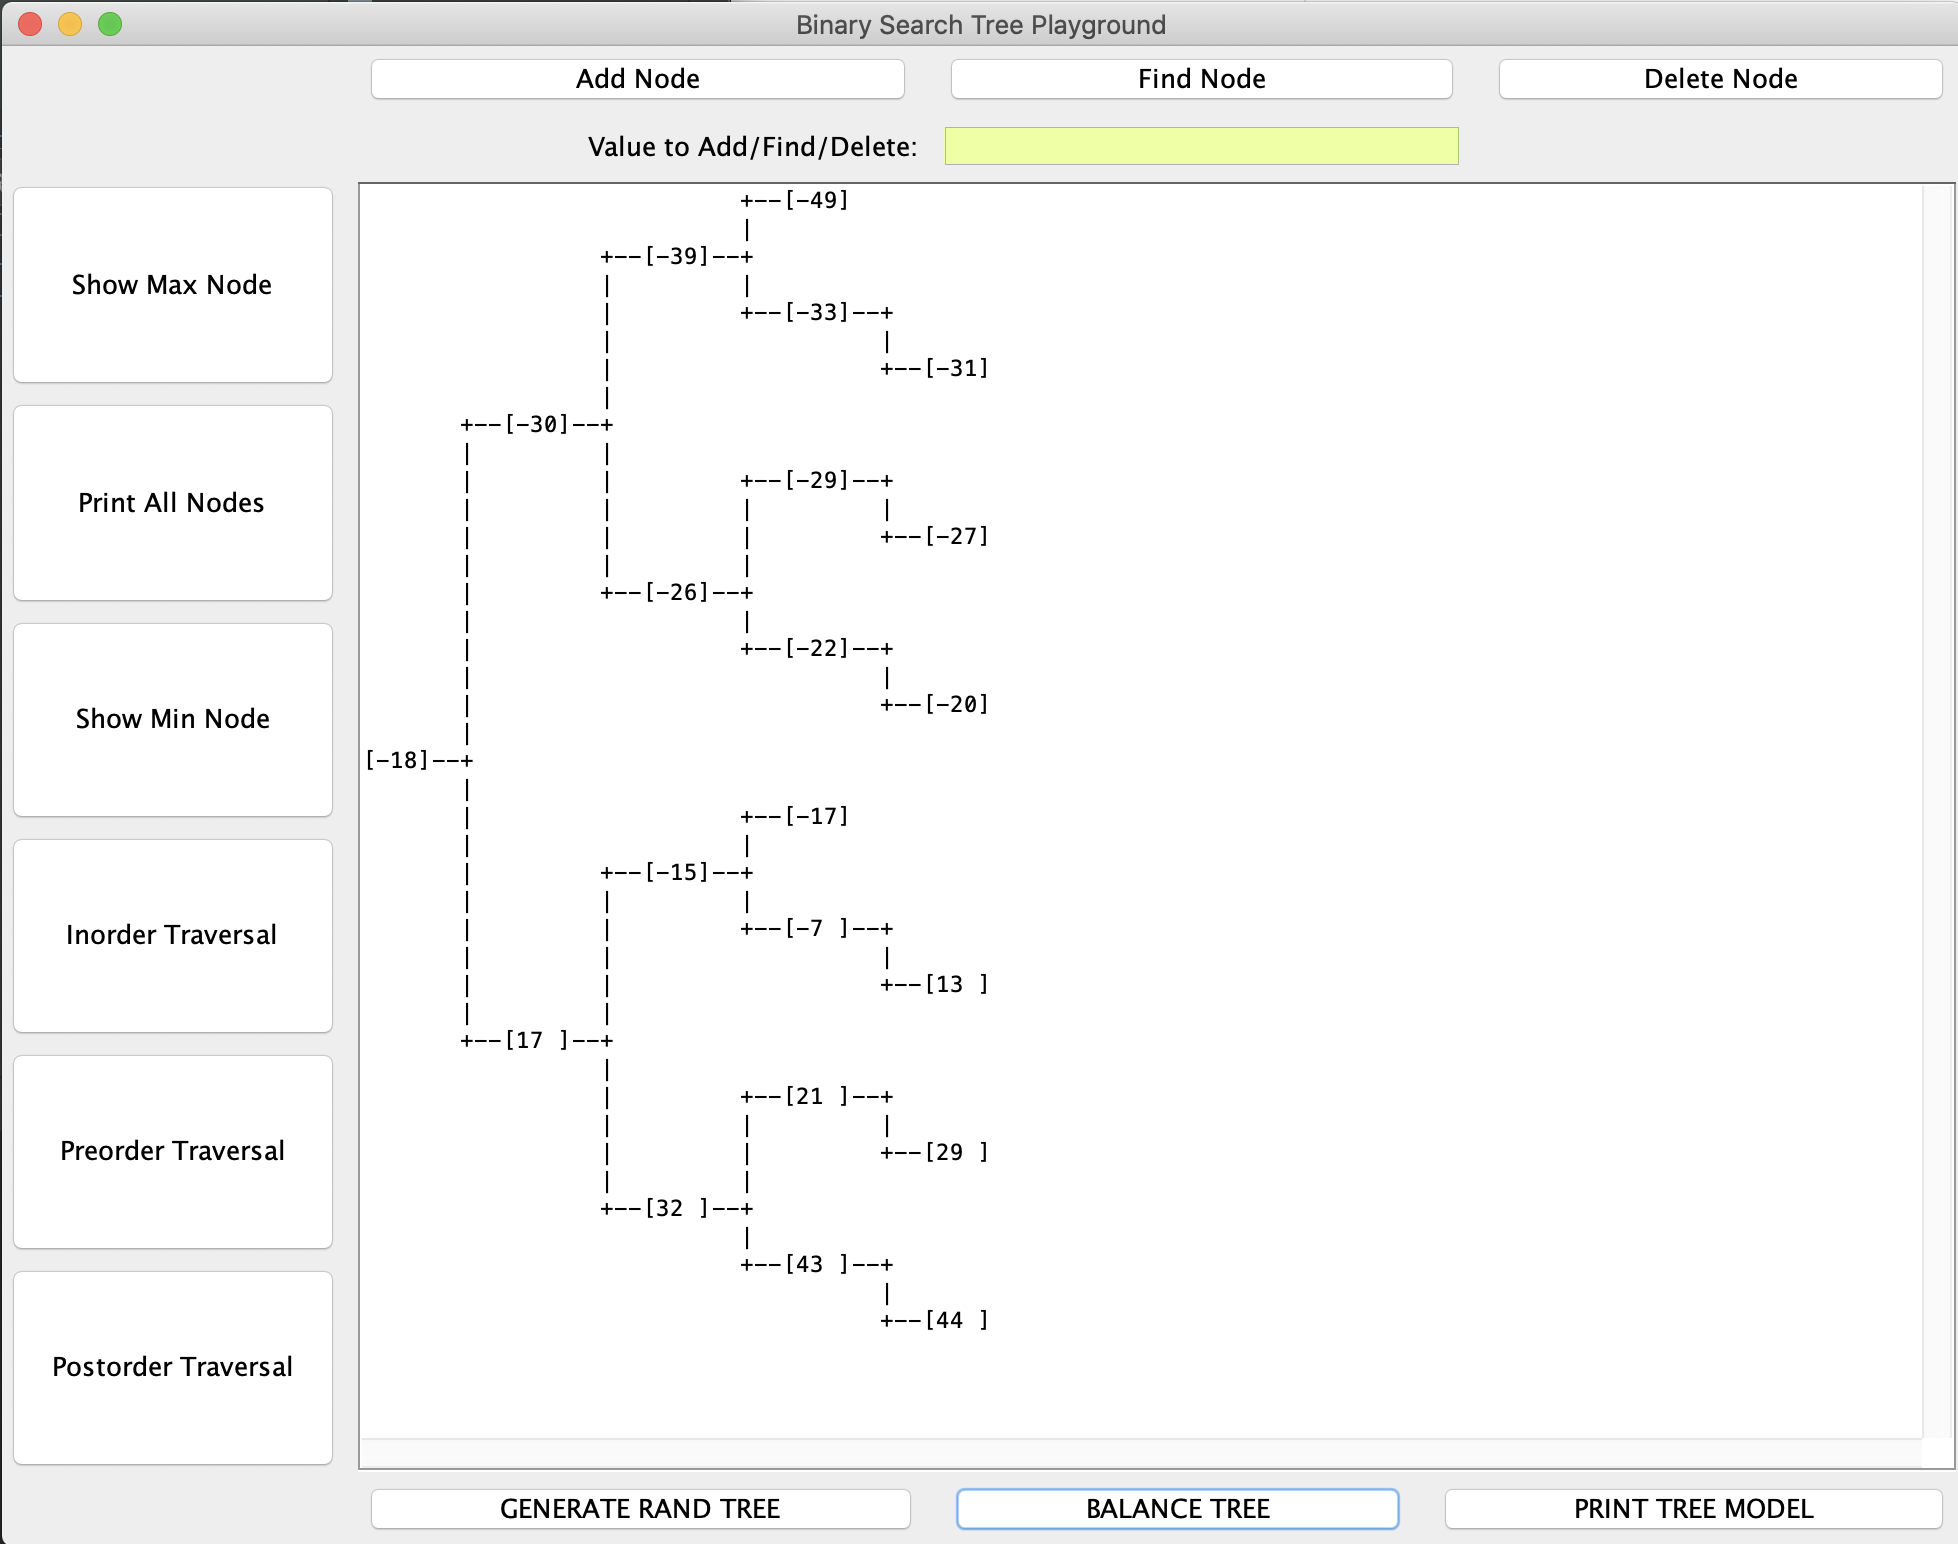 Binary Search Tree Playground
Add Node
Find Node
Delete Node
Value to Add/Find/Delete:
Show Max Node
Print All Nodes
Show Min Node
Inorder Traversal
Preorder Traversal
Postorder Traversal
                          +--[-49]
                          |
                +--[-39]--+
                |         |
                |         +--[-33]--+
                |                   |
                |                   +--[-31]
                |
      +--[-30]--+
      |         |
      |         |         +--[-29]--+
      |         |         |         |
      |         |         |         +--[-27]
      |         |         |
      |         +--[-26]--+
      |                   |
      |                   +--[-22]--+
      |                             |
      |                             +--[-20]
      |
[-18]--+
      |
      |                   +--[-17]
      |                   |
      |         +--[-15]--+
      |         |         |
      |         |         +--[-7 ]--+
      |         |                   |
      |         |                   +--[13 ]
      |         |
      +--[17 ]--+
                |
                |         +--[21 ]--+
                |         |         |
                |         |         +--[29 ]
                |         |
                +--[32 ]--+
                          |
                          +--[43 ]--+
                                    |
                                    +--[44 ]
GENERATE RAND TREE
BALANCE TREE
PRINT TREE MODEL